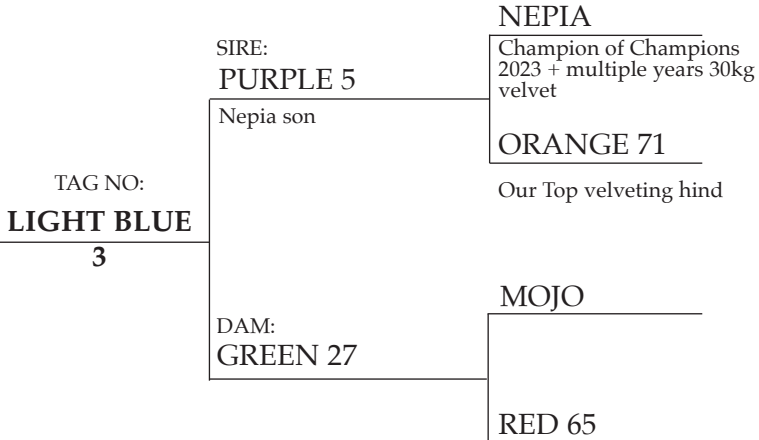 NEPIA
Champion of Champions
2023 + multiple years 30kg
velvet
SIRE:
PURPLE 5
Nepia son
ORANGE 71
Our Top velveting hind
TAG NO:
LIGHT BLUE
3
MOJO
DAM:
GREEN 27
RED 65